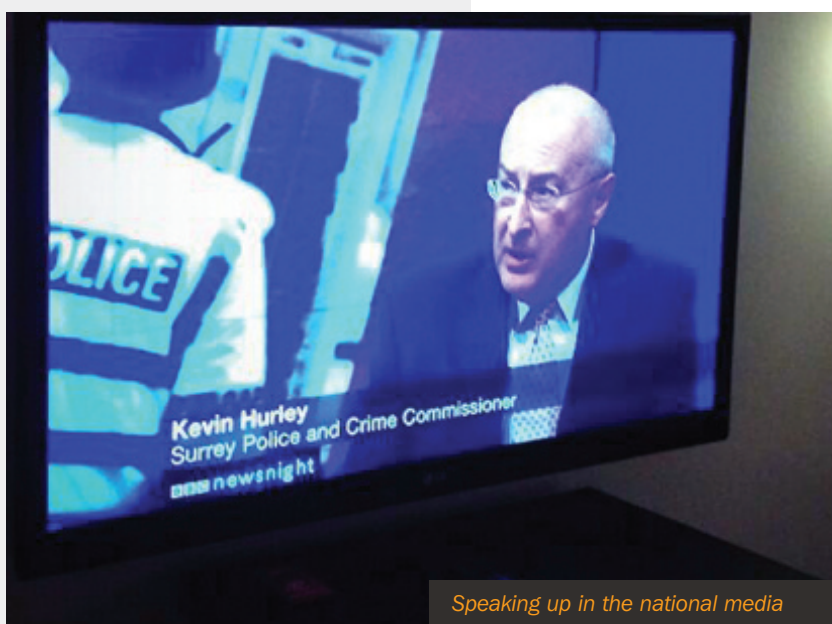 OLICE
Kevin Hurley
Surrey Police and Crime Commissioner
BBC newsnight
Speaking up in the national media